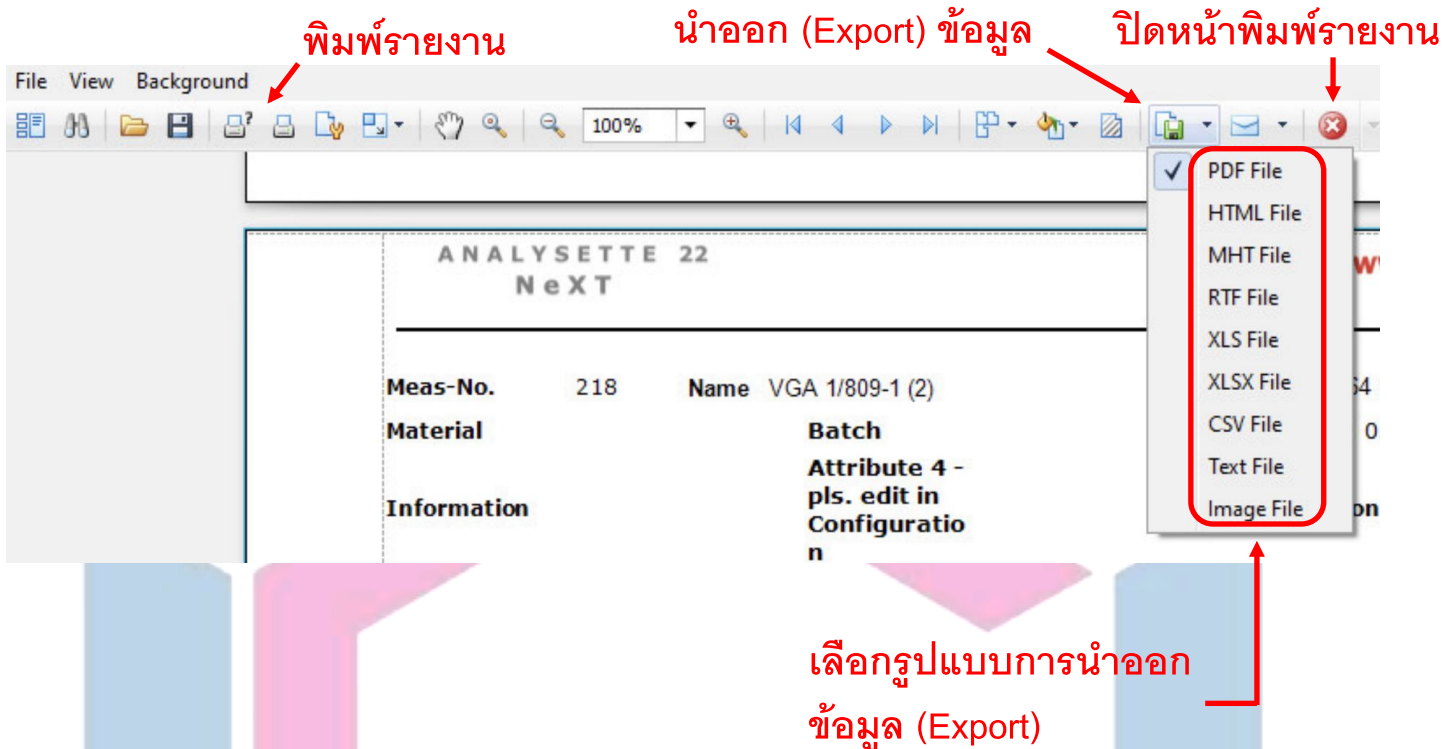 พิมพ์รายงาน
นำออก (Export) ข้อมูล
ปิดหน้าพิมพ์รายงาน
File View Background
100%
PDF File
HTML File
MHT File
RTF File
XLS File
XLSX File
CSV File
Text File
Image File
ANALYSETTE 22
NeXT
Meas-No. 218 Name VGA 1/809-1 (2)
Material Batch 0
Attribute 4 -
pls. edit in
Information Configuratio
n
เลือกรูปแบบการนำออก
ข้อมูล (Export)